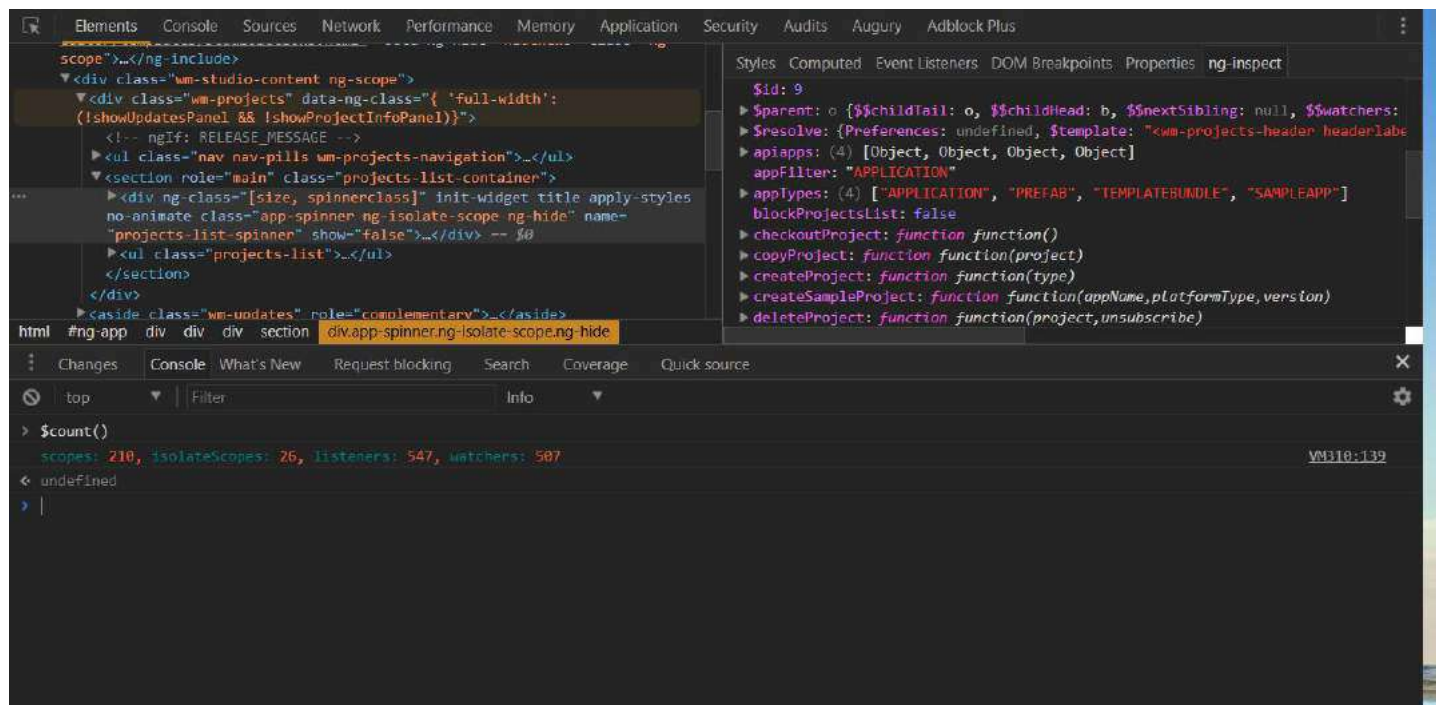 Elements Console Sources Network Performance Memory Application Security Audits Augury Adblock Plus
scope">…</ng-include>
▼<div class="wm-studio-content ng-scope">
▼<div class="wm-projects" data-ng-class="{ 'full-width':
(!showUpdatesPanel && !showProjectInfoPanel)}">
<!-- ngIf: RELEASE_MESSAGE -->
▶<ul class="nav nav-pills wm-projects-navigation">…</ul>
▼<section role="main" class="projects-list-container">
… ▶<div ng-class="[size, spinnerclass]" init-widget title apply-styles
no-animate class="app-spinner ng-isolate-scope ng-hide" name=
"projects-list-spinner" show="false">…</div> == $0
▶<ul class="projects-list">…</ul>
</section>
</div>
▶<aside class="wm-updates" role="complementary">…</aside>
html #ng-app div div div section div.app-spinner.ng-isolate-scope.ng-hide
Styles Computed Event Listeners DOM Breakpoints Properties ng-inspect
$id: 9
▶$parent: o {$$childTail: o, $$childHead: b, $$nextSibling: null, $$watchers:
▶$resolve: {Preferences: undefined, $template: "<wm-projects-header headerlabe
▶apiapps: (4) [Object, Object, Object, Object]
appFilter: "APPLICATION"
▶appTypes: (4) ["APPLICATION", "PREFAB", "TEMPLATEBUNDLE", "SAMPLEAPP"]
blockProjectsList: false
▶checkoutProject: function function()
▶copyProject: function function(project)
▶createProject: function function(type)
▶createSampleProject: function function(appName,platformType,version)
▶deleteProject: function function(project,unsubscribe)
Changes Console What's New Request blocking Search Coverage Quick source
top ▼ Filter Info ▼
> $count()
scopes: 210, isolateScopes: 26, listeners: 547, watchers: 507 VM310:139
undefined
>